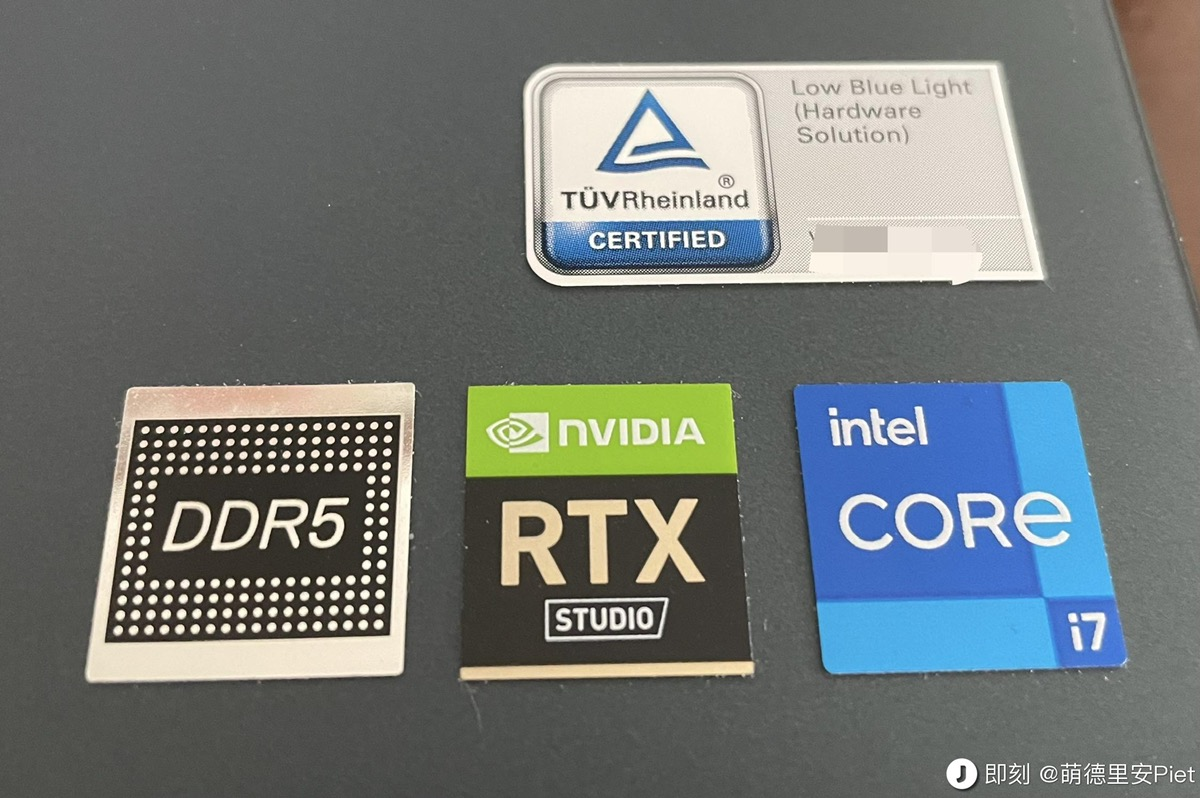 Low Blue Light
(Hardware
Solution)
®
TÜVRheinland
CERTIFIED
DDR5
NVIDIA
RTX
STUDIO
intel
CORE
i7
即刻 @萌德里安Piet